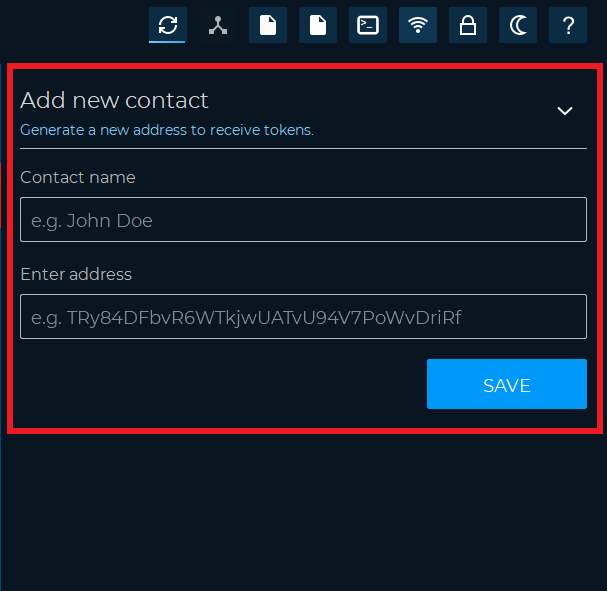 Add new contact
Generate a new address to receive tokens.
Contact name
e.g. John Doe
Enter address
e.g. TRy84DFbvR6WTkjwUATvU94V7PoWvDriRf
SAVE